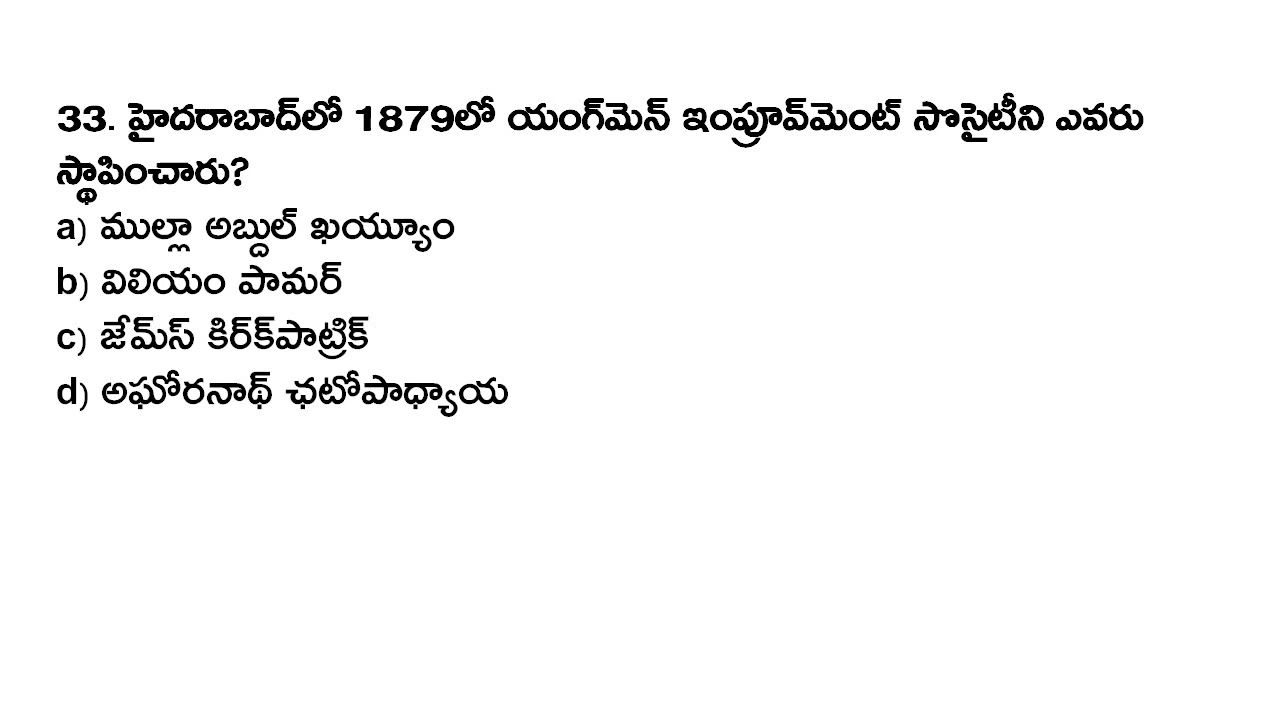 33. హైదరాబాద్‌లో 1879లో యంగ్‌మెన్ ఇంప్రూవ్‌మెంట్ సొసైటీని ఎవరు
స్థాపించారు?
a) ముల్లా అబ్దుల్ ఖయ్యూం
b) విలియం పామర్
c) జేమ్‌స్ కిర్‌క్‌పాట్రిక్
d) అఘోరనాథ్ ఛటోపాధ్యాయ